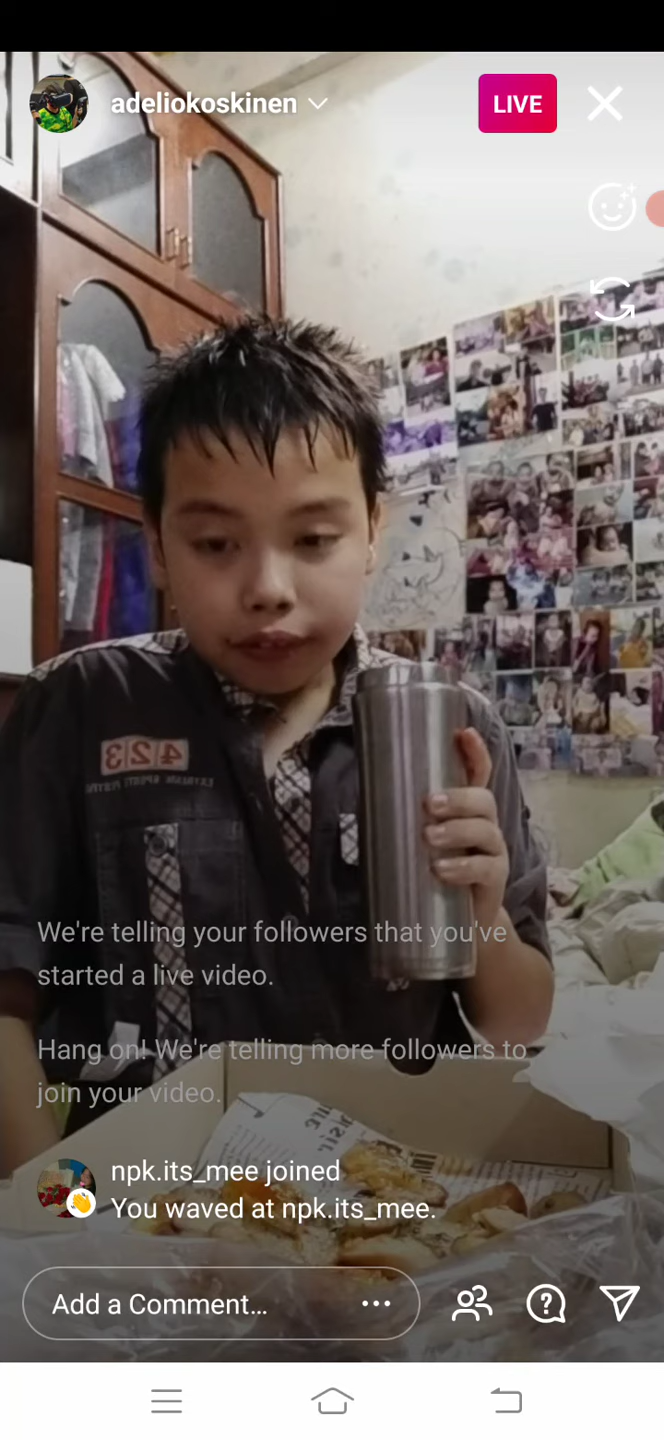 adeliokoskinen
LIVE
423
We're telling your followers that you've
started a live video.
Hang on! We're telling more followers to
join your video.
npk.its_mee joined
You waved at npk.its_mee.
Add a Comment...